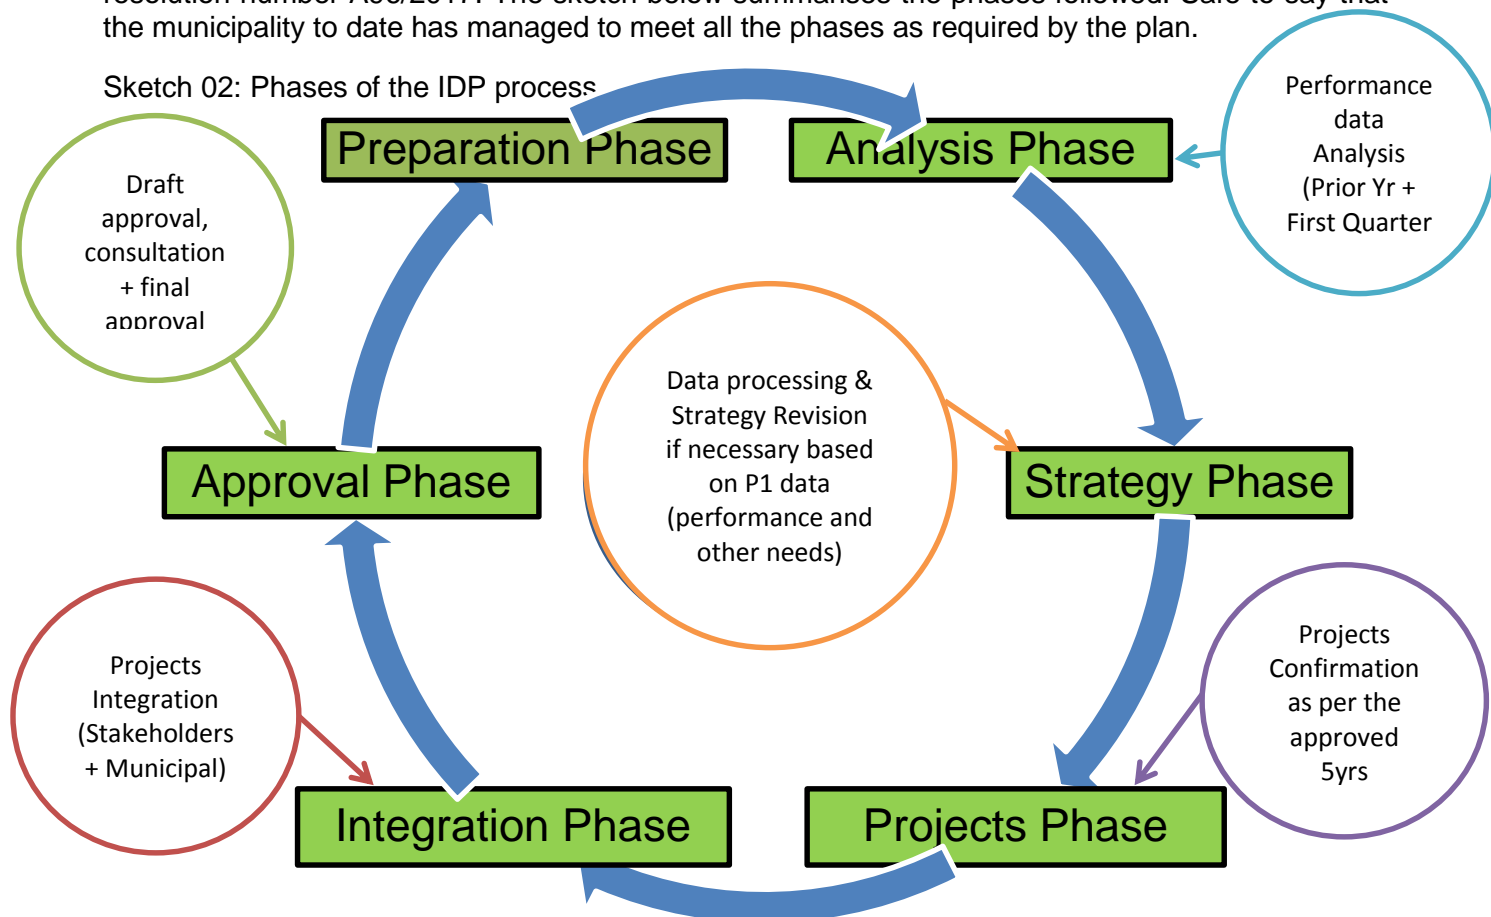 the municipality to date has managed to meet all the phases as required by the plan.
Sketch 02: Phases of the IDP process
Preparation Phase
Analysis Phase
Performance
data
Analysis
(Prior Yr +
First Quarter
Draft
approval,
consultation
+ final
approval
Data processing &
Strategy Revision
if necessary based
on P1 data
(performance and
other needs)
Approval Phase
Strategy Phase
Projects
Integration
(Stakeholders
+ Municipal)
Projects
Confirmation
as per the
approved
5yrs
Integration Phase
Projects Phase